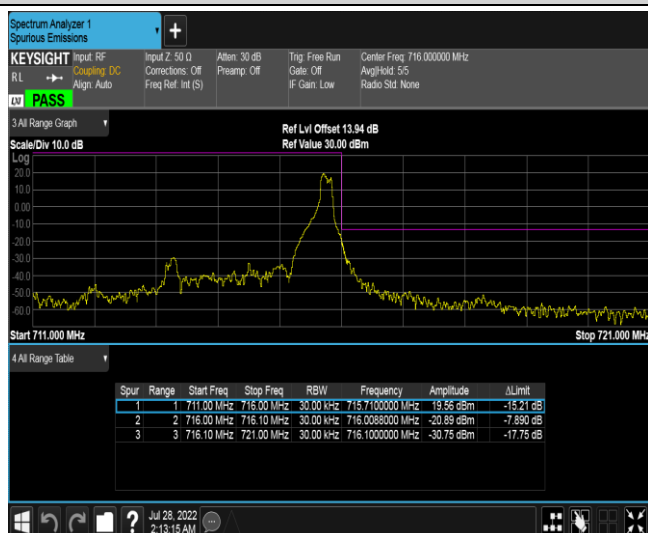 Spectrum Analyzer 1
Spurious Emissions
KEYSIGHT Input: RF Input Z: 50 Ω Atten: 30 dB Trig: Free Run Center Freq: 716.000000 MHz
RL Coupling: DC Corrections: Off Preamp: Off Gate: Off Avg|Hold: 5/5
Align: Auto Freq Ref: Int (S) IF Gain: Low Radio Std: None
LXI PASS
3 All Range Graph
Ref Lvl Offset 13.94 dB
Scale/Div 10.0 dB Ref Value 30.00 dBm
Log
20.0
10.0
0.00
-10.0
-20.0
-30.0
-40.0
-50.0
-60.0
Start 711.000 MHz Stop 721.000 MHz
4 All Range Table
Spur Range Start Freq Stop Freq RBW Frequency Amplitude ΔLimit
1 1 711.00 MHz 716.00 MHz 30.00 kHz 715.7100000 MHz 19.56 dBm -15.21 dB
2 2 716.00 MHz 716.10 MHz 30.00 kHz 716.0088000 MHz -20.89 dBm -7.890 dB
3 3 716.10 MHz 721.00 MHz 30.00 kHz 716.1000000 MHz -30.75 dBm -17.75 dB
? Jul 28, 2022
2:13:15 AM